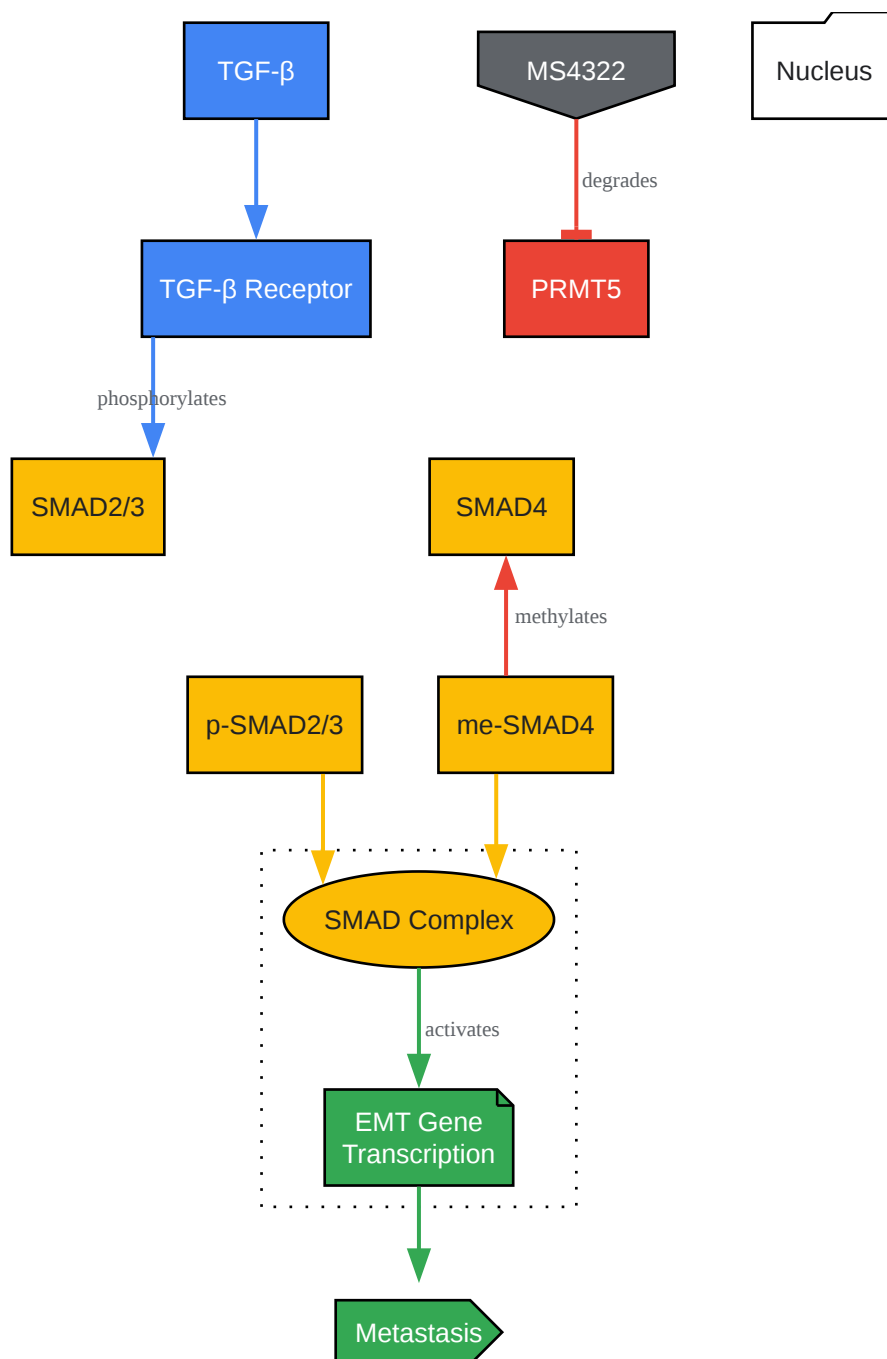 TGF-β
MS4322
Nucleus
degrades
TGF-β Receptor
PRMT5
phosphorylates
SMAD2/3
SMAD4
methylates
p-SMAD2/3
me-SMAD4
SMAD Complex
activates
EMT Gene
Transcription
Metastasis